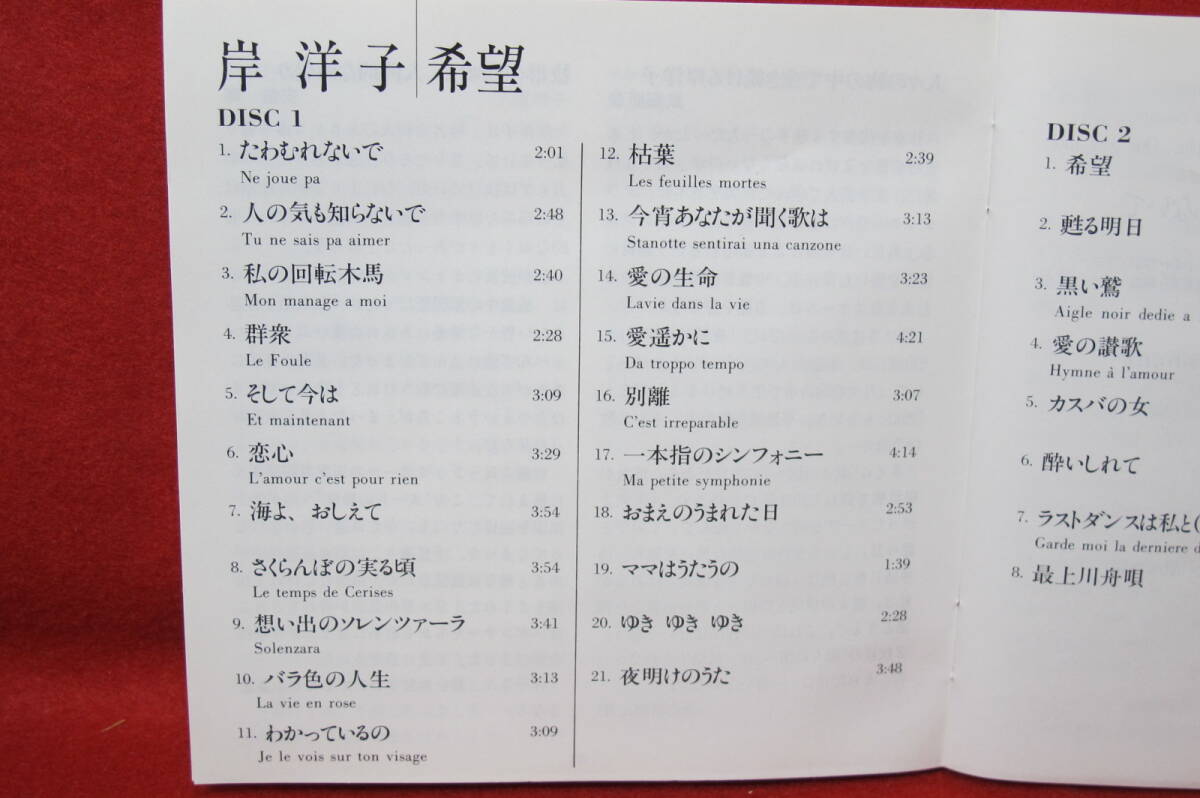 岸 洋 子 希望
DISC 1
1. たわむれないで 2:01
Ne joue pa
2. 人の気も知らないで 2:48
Tu ne sais pa aimer
3. 私の回転木馬 2:40
Mon manage a moi
4. 群衆 2:28
Le Foule
5. そして今は 3:09
Et maintenant
6. 恋心 3:29
L'amour c'est pour rien
7. 海よ、おしえて 3:54
8. さくらんぼの実る頃 3:54
Le temps de Cerises
9. 想い出のソレンツァーラ 3:41
Solenzara
10. バラ色の人生 3:13
La vie en rose
11. わかっているの 3:09
Je le vois sur ton visage
12. 枯葉 2:39
Les feuilles mortes
13. 今宵あなたが聞く歌は 3:13
Stanotte sentirai una canzone
14. 愛の生命 3:23
Lavie dans la vie
15. 愛遥かに 4:21
Da troppo tempo
16. 別離 3:07
C'est irreparable
17. 一本指のシンフォニー 4:14
Ma petite symphonie
18. おまえのうまれた日 2:53
19. ママはうたうの 1:39
20. ゆき ゆき ゆき 2:28
21. 夜明けのうた 3:48
DISC 2
1. 希望
2. 甦る明日
3. 黒い鷲
Aigle noir dedie a
4. 愛の讃歌
Hymne à l'amour
5. カスバの女
6. 酔いしれて
7. ラストダンスは私と(
Garde moi la derniere d
8. 最上川舟唄